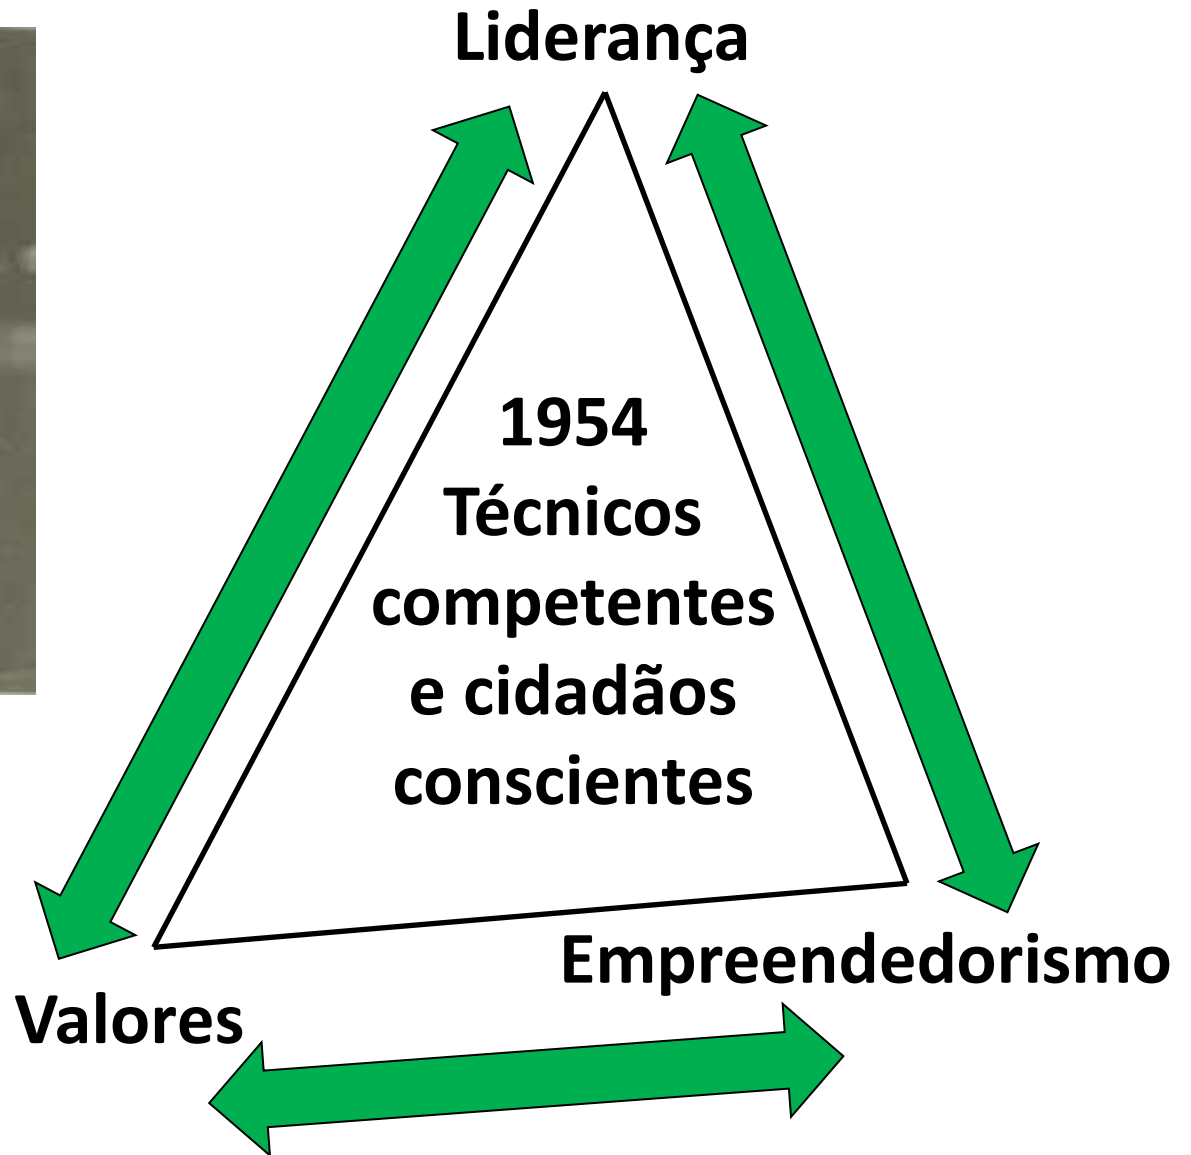 Liderança
1954
Técnicos
competentes
e cidadãos
conscientes
Empreendedorismo
Valores